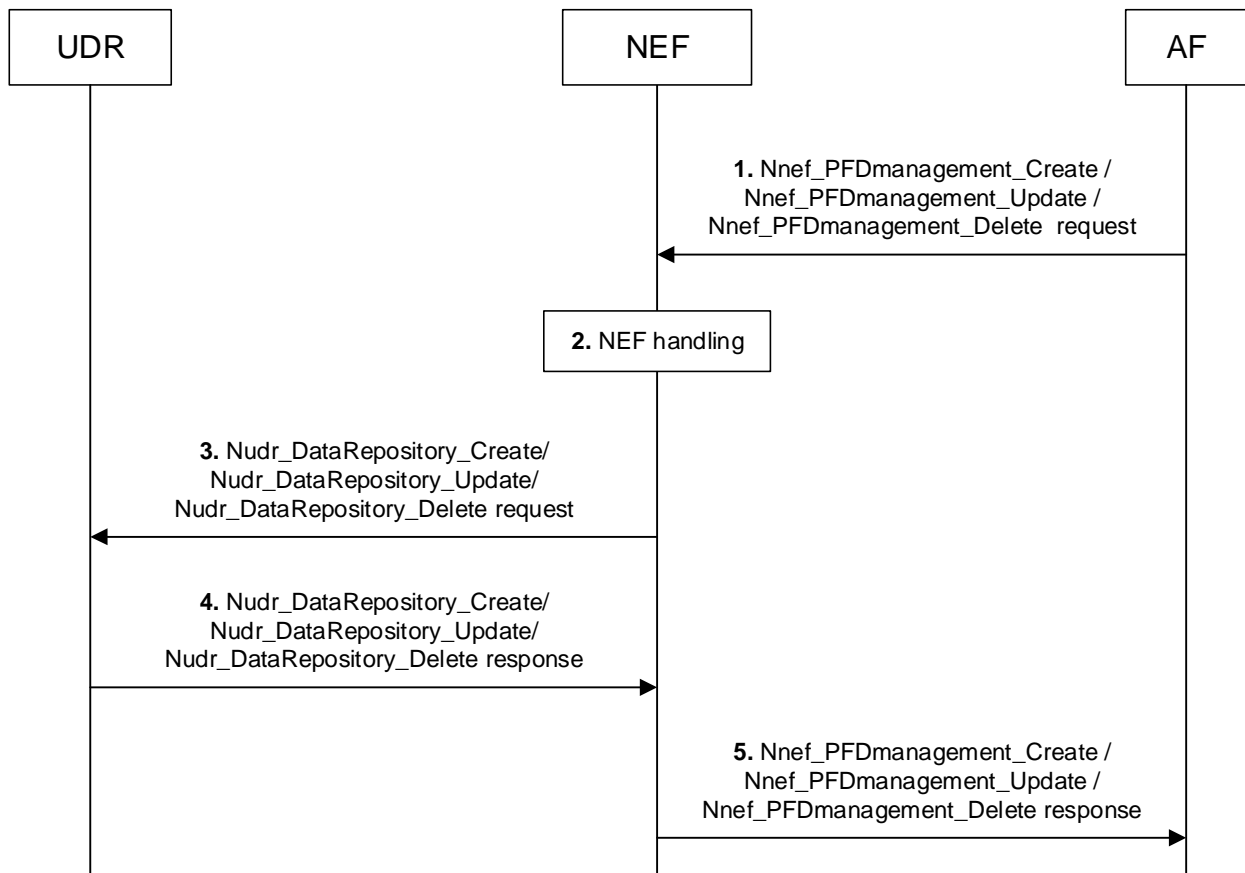 UDR
NEF
AF
1. Nnef_PFDmanagement_Create /
Nnef_PFDmanagement_Update /
Nnef_PFDmanagement_Delete  request
2. NEF handling
3. Nudr_DataRepository_Create/
Nudr_DataRepository_Update/
Nudr_DataRepository_Delete request
4. Nudr_DataRepository_Create/
Nudr_DataRepository_Update/
Nudr_DataRepository_Delete response
5. Nnef_PFDmanagement_Create /
Nnef_PFDmanagement_Update /
Nnef_PFDmanagement_Delete response